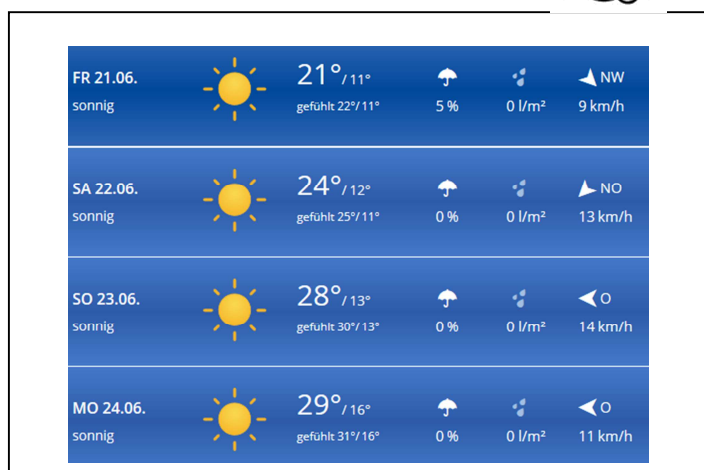 FR 21.06. 21°/11° NW
sonnig gefühlt 22°/11° 5 % 0 l/m² 9 km/h
SA 22.06. 24°/12° NO
sonnig gefühlt 25°/11° 0 % 0 l/m² 13 km/h
SO 23.06. 28°/13° O
sonnig gefühlt 30°/13° 0 % 0 l/m² 14 km/h
MO 24.06. 29°/16° O
sonnig gefühlt 31°/16° 0 % 0 l/m² 11 km/h